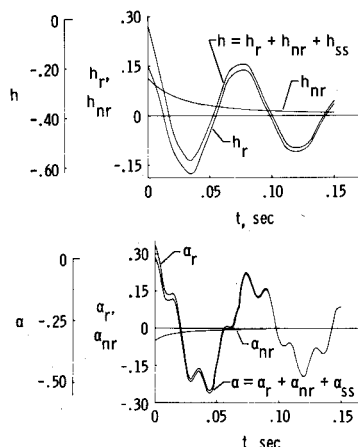 0
-.20
h
-.40
-.60
.30
.15
h_r,
h_nr
0
-.15
h = h_r + h_nr + h_ss
h_nr
h_r
0 .05 .10 .15
t, sec
0
α
-.25
-.50
.30
.15
α_r,
α_nr
0
-.15
-.30
α_r
α_nr
α = α_r + α_nr + α_ss
0 .05 .10 .15
t, sec